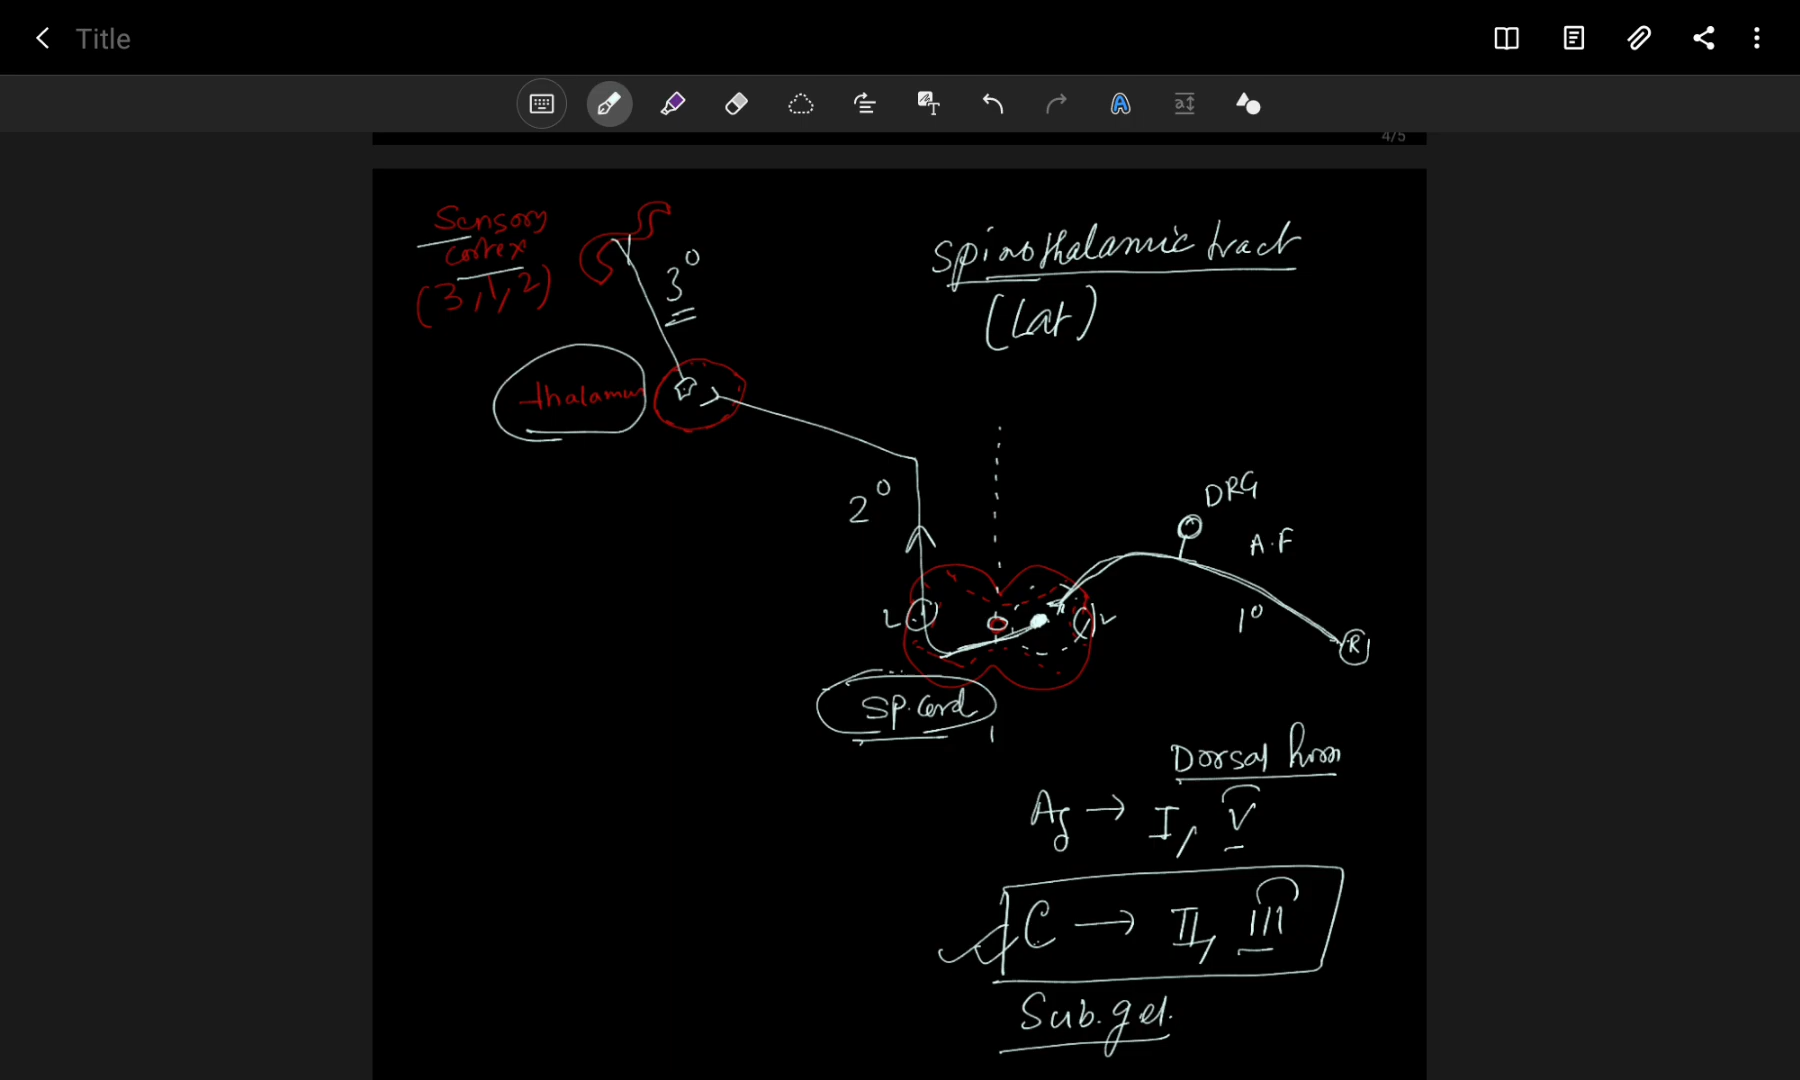 Title
4/5
Sensory
cortex
(3,1,2)
3°
Spinothalamic tract
(Lat)
thalamus
2°
DRG
A.F
1°
R
L
L
SP. Cord
Dorsal horn
Aδ → I, V
C → II, III
Sub. gel.